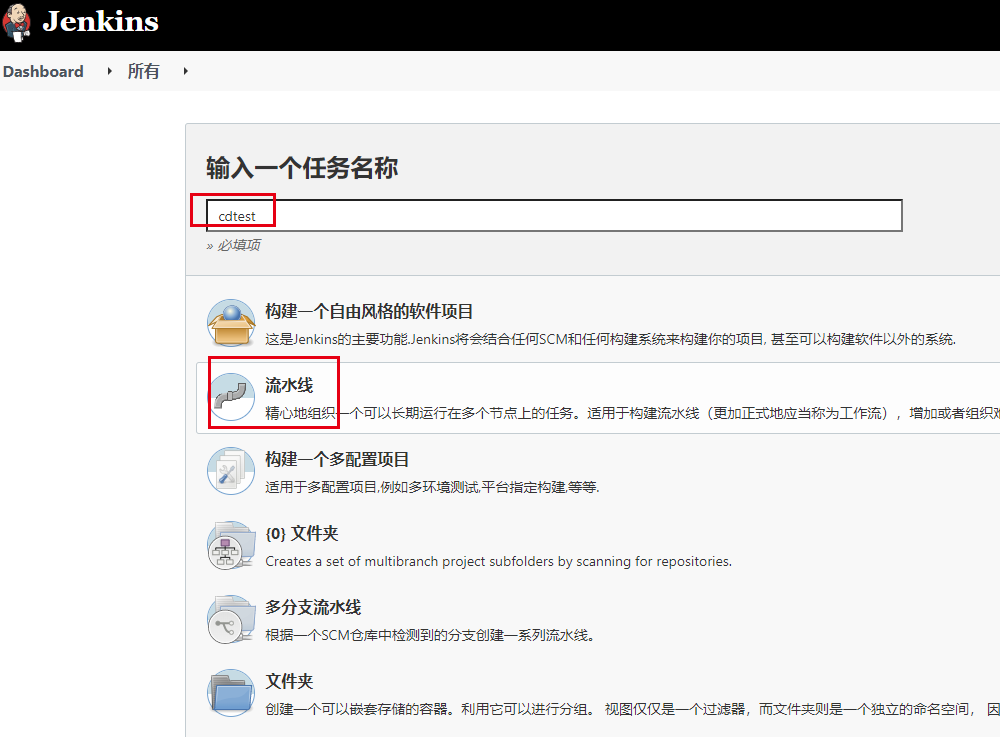 Jenkins
Dashboard 所有
输入一个任务名称
cdtest
» 必填项
构建一个自由风格的软件项目
这是Jenkins的主要功能.Jenkins将会结合任何SCM和任何构建系统来构建你的项目, 甚至可以构建软件以外的系统.
流水线
精心地组织一个可以长期运行在多个节点上的任务。适用于构建流水线（更加正式地应当称为工作流），增加或者组织难
构建一个多配置项目
适用于多配置项目,例如多环境测试,平台指定构建,等等.
{0} 文件夹
Creates a set of multibranch project subfolders by scanning for repositories.
多分支流水线
根据一个SCM仓库中检测到的分支创建一系列流水线。
文件夹
创建一个可以嵌套存储的容器。利用它可以进行分组。 视图仅仅是一个过滤器，而文件夹则是一个独立的命名空间， 因